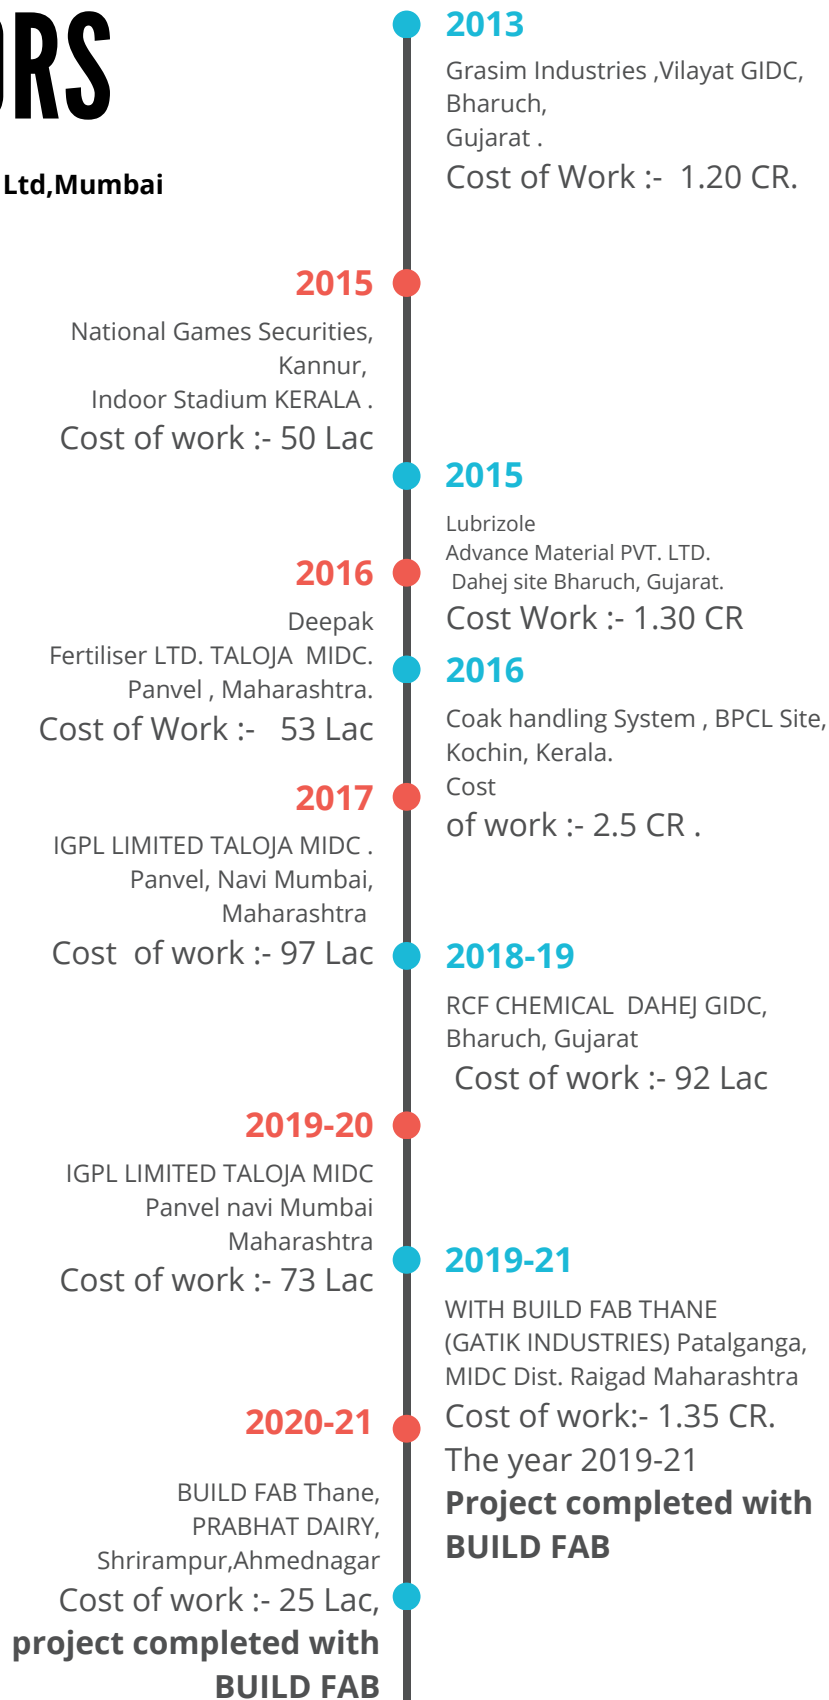 ORS
Ltd,Mumbai
2013
Grasim Industries ,Vilayat GIDC,
Bharuch,
Gujarat .
Cost of Work :-  1.20 CR.
2015
National Games Securities,
Kannur,
Indoor Stadium KERALA .
Cost of work :- 50 Lac
2015
Lubrizole
Advance Material PVT. LTD.
Dahej site Bharuch, Gujarat.
Cost Work :- 1.30 CR
2016
Deepak
Fertiliser LTD. TALOJA  MIDC.
Panvel , Maharashtra.
Cost of Work :-   53 Lac
2016
Coak handling System , BPCL Site,
Kochin, Kerala.
Cost
of work :- 2.5 CR .
2017
IGPL LIMITED TALOJA MIDC .
Panvel, Navi Mumbai,
Maharashtra
Cost  of work :- 97 Lac
2018-19
RCF CHEMICAL  DAHEJ GIDC,
Bharuch, Gujarat
Cost of work :- 92 Lac
2019-20
IGPL LIMITED TALOJA MIDC
Panvel navi Mumbai
Maharashtra
Cost of work :- 73 Lac
2019-21
WITH BUILD FAB THANE
(GATIK INDUSTRIES) Patalganga,
MIDC Dist. Raigad Maharashtra
Cost of work:- 1.35 CR.
The year 2019-21
Project completed with
BUILD FAB
2020-21
BUILD FAB Thane,
PRABHAT DAIRY,
Shrirampur,Ahmednagar
Cost of work :- 25 Lac,
project completed with
BUILD FAB